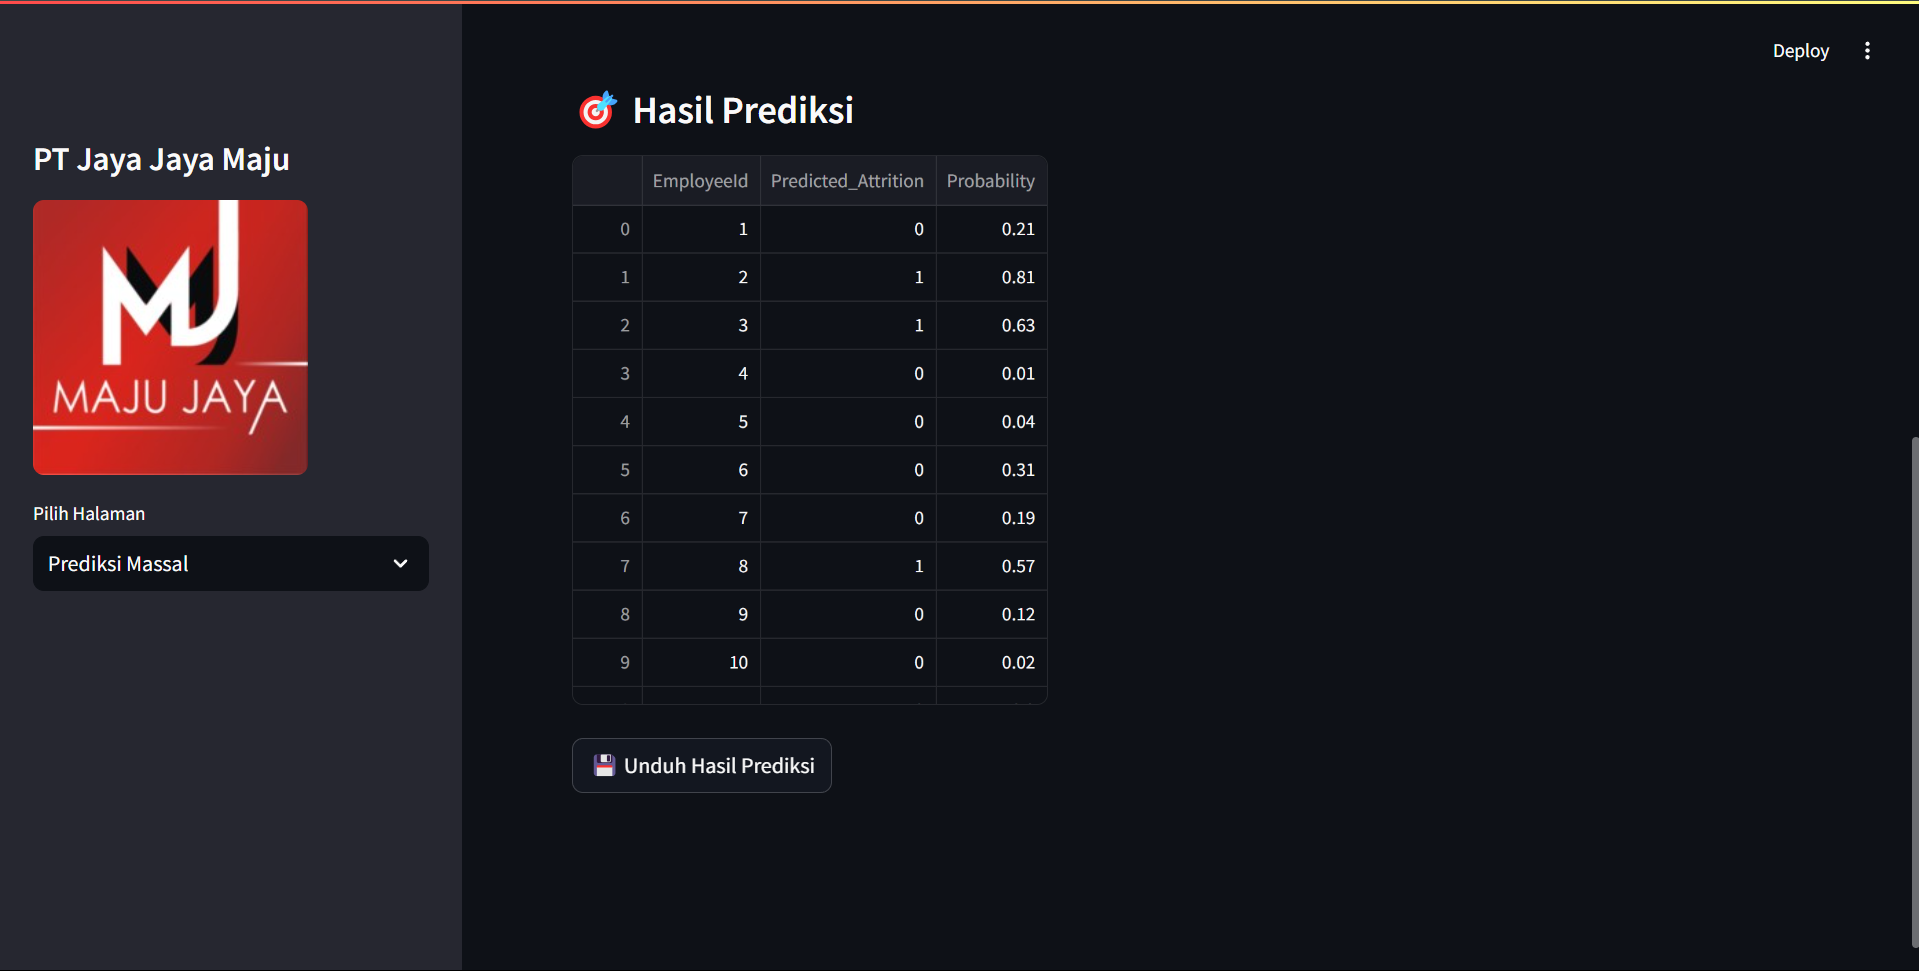 Deploy
PT Jaya Jaya Maju
MJ
MAJU JAYA
Pilih Halaman
Prediksi Massal
🎯 Hasil Prediksi
EmployeeId Predicted_Attrition Probability
0 1 0 0.21
1 2 1 0.81
2 3 1 0.63
3 4 0 0.01
4 5 0 0.04
5 6 0 0.31
6 7 0 0.19
7 8 1 0.57
8 9 0 0.12
9 10 0 0.02
💾 Unduh Hasil Prediksi